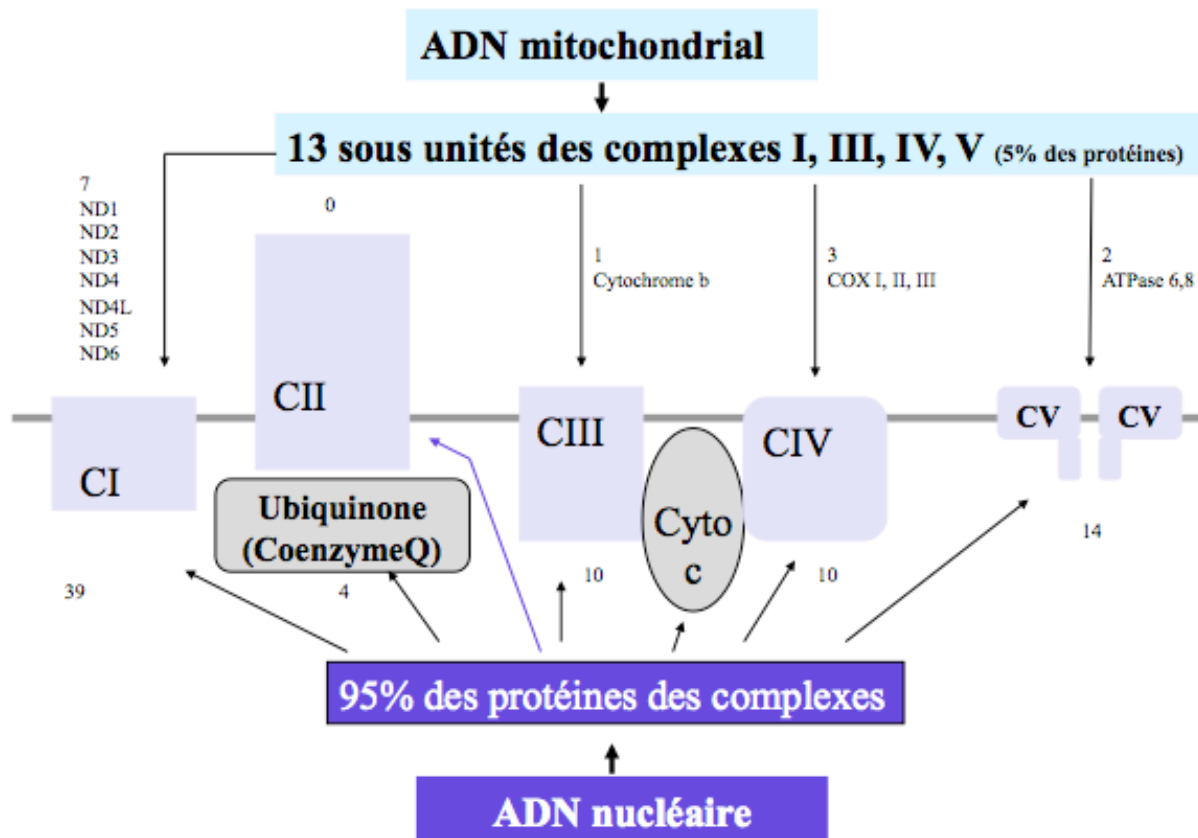 ADN mitochondrial
13 sous unités des complexes I, III, IV, V (5% des protéines)
7
ND1
ND2
ND3
ND4
ND4L
ND5
ND6
0
1
Cytochrome b
3
COX I, II, III
2
ATPase 6,8
CI
CII
CIII
CIV
CV
CV
Ubiquinone
(CoenzymeQ)
Cyto
c
39
4
10
10
14
95% des protéines des complexes
ADN nucléaire